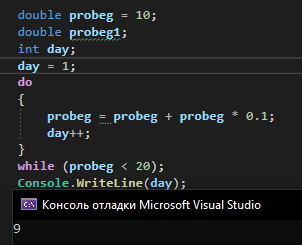 double probeg = 10;
double probeg1;
int day;
day = 1;
do
{
probeg = probeg + probeg * 0.1;
day++;
}
while (probeg < 20);
Console.WriteLine(day);
Консоль отладки Microsoft Visual Studio
9